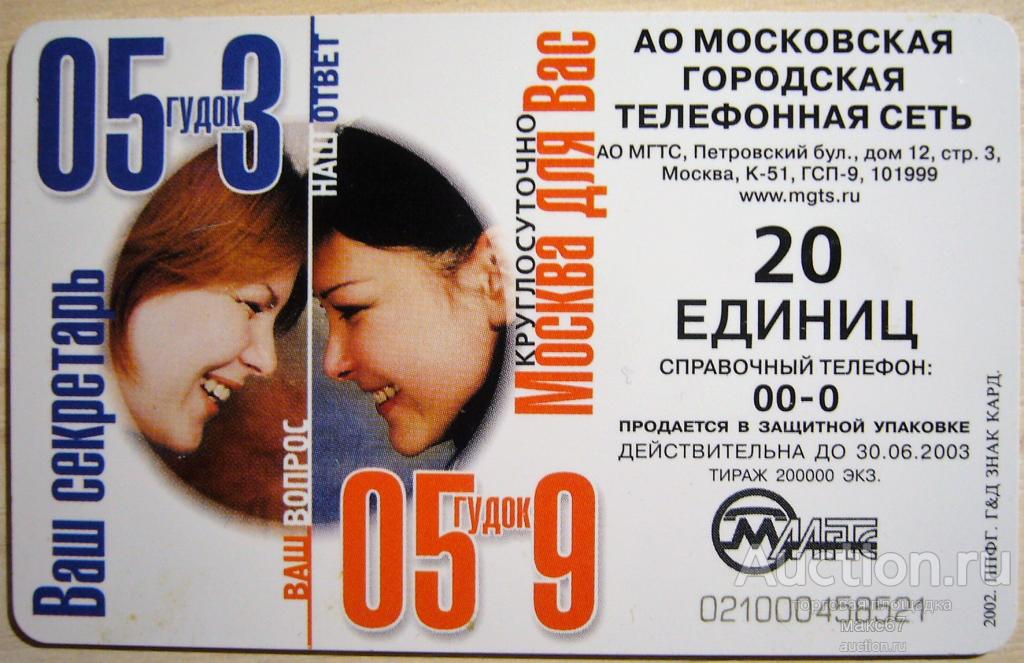 05 гудок 3
Ваш секретарь
НАШ ОТВЕТ
ВАШ ВОПРОС
КРУГЛОСУТОЧНО
Москва для Вас
05 гудок 9
АО МОСКОВСКАЯ
ГОРОДСКАЯ
ТЕЛЕФОННАЯ СЕТЬ
АО МГТС, Петровский бул., дом 12, стр. 3,
Москва, К-51, ГСП-9, 101999
www.mgts.ru
20
ЕДИНИЦ
СПРАВОЧНЫЙ ТЕЛЕФОН:
00-0
ПРОДАЕТСЯ В ЗАЩИТНОЙ УПАКОВКЕ
ДЕЙСТВИТЕЛЬНА ДО 30.06.2003
ТИРАЖ 200000 ЭКЗ.
МГТС
021000458521
2002. ППФГ. Г&Д ЗНАК КАРД.
Auction.ru
торговая площадка
макс67
auction.ru